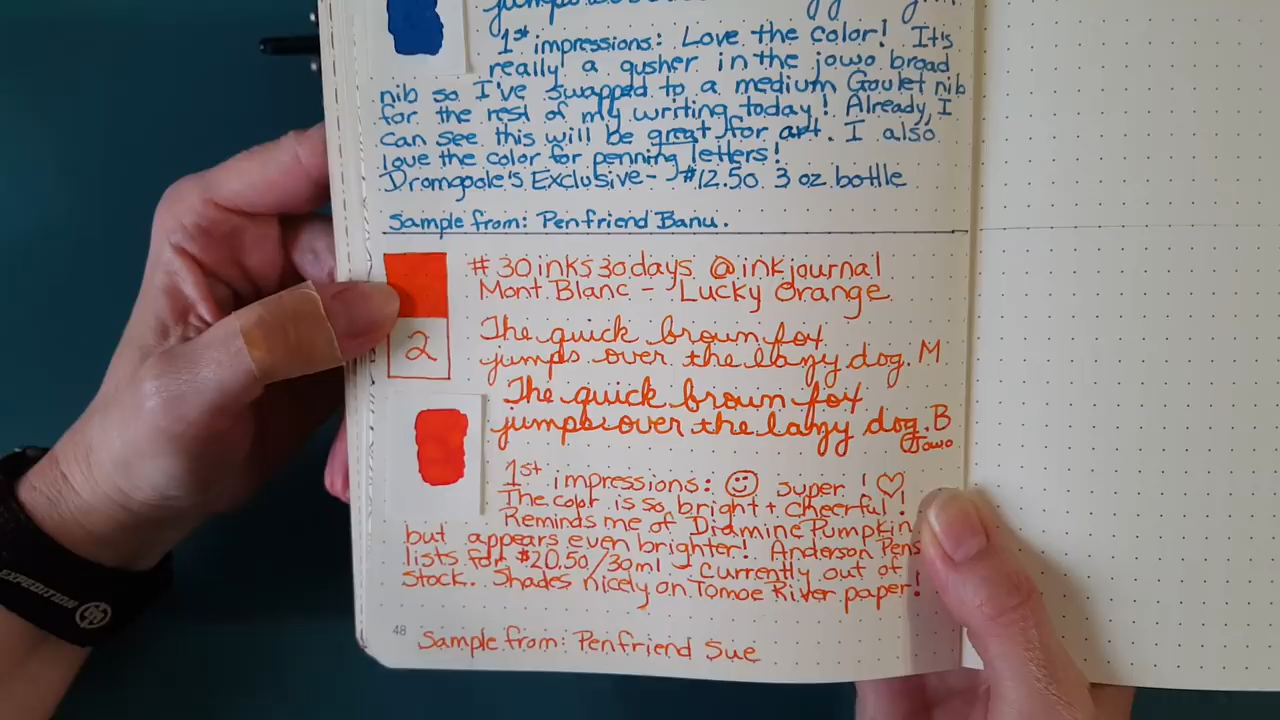 1st impressions: Love the color! It's
really a gusher in the jowo broad
nib so I've swapped to a medium Goulet nib
for the rest of my writing today! Already, I
can see this will be great for art. I also
love the color for penning letters!
Dromgoole's Exclusive- $12.50 3 oz bottle
Sample from: Penfriend Banu.
#30inks30days @inkjournal
Mont Blanc - Lucky Orange
2
The quick brown fox
jumps over the lazy dog. M
The quick brown fox
jumps over the lazy dog. B
Jowo
1st impressions: ☺ super! ♡
The color is so bright + cheerful!
Reminds me of Diamine Pumpkin
but appears even brighter! Anderson Pens
lists for $20.50/30ml - Currently out of
stock. Shades nicely on Tomoe River paper!
48
Sample from: Penfriend Sue
EXPEDITION